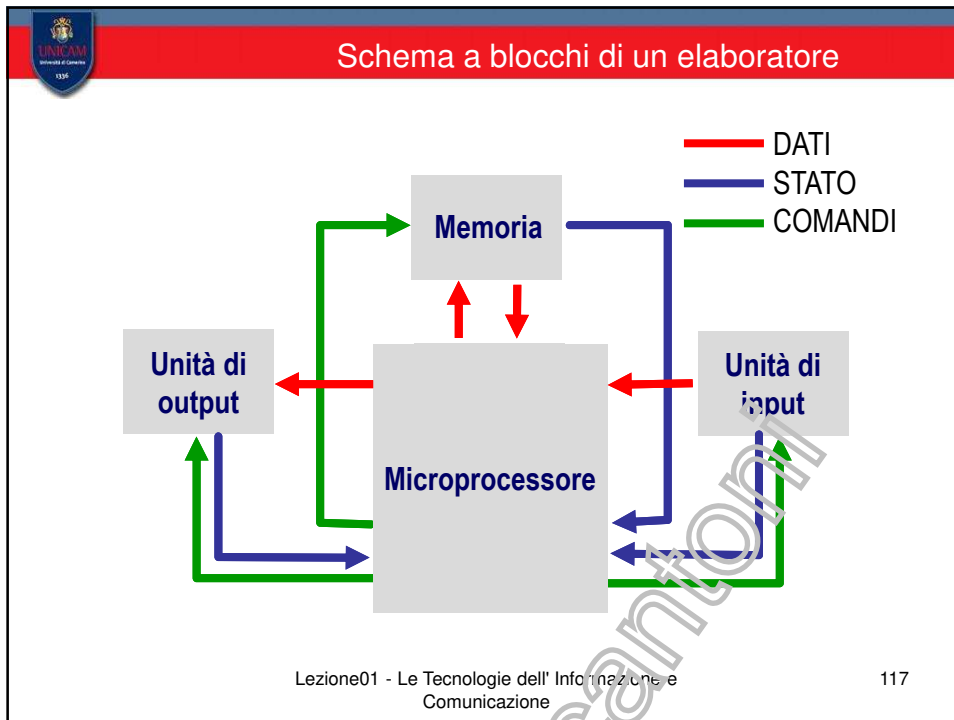 UNICAM
Università di Camerino
1336
Schema a blocchi di un elaboratore
DATI
STATO
COMANDI
Memoria
Unità di
output
Unità di
input
Microprocessore
cantoni
Lezione01 - Le Tecnologie dell' Informazione e
Comunicazione
117